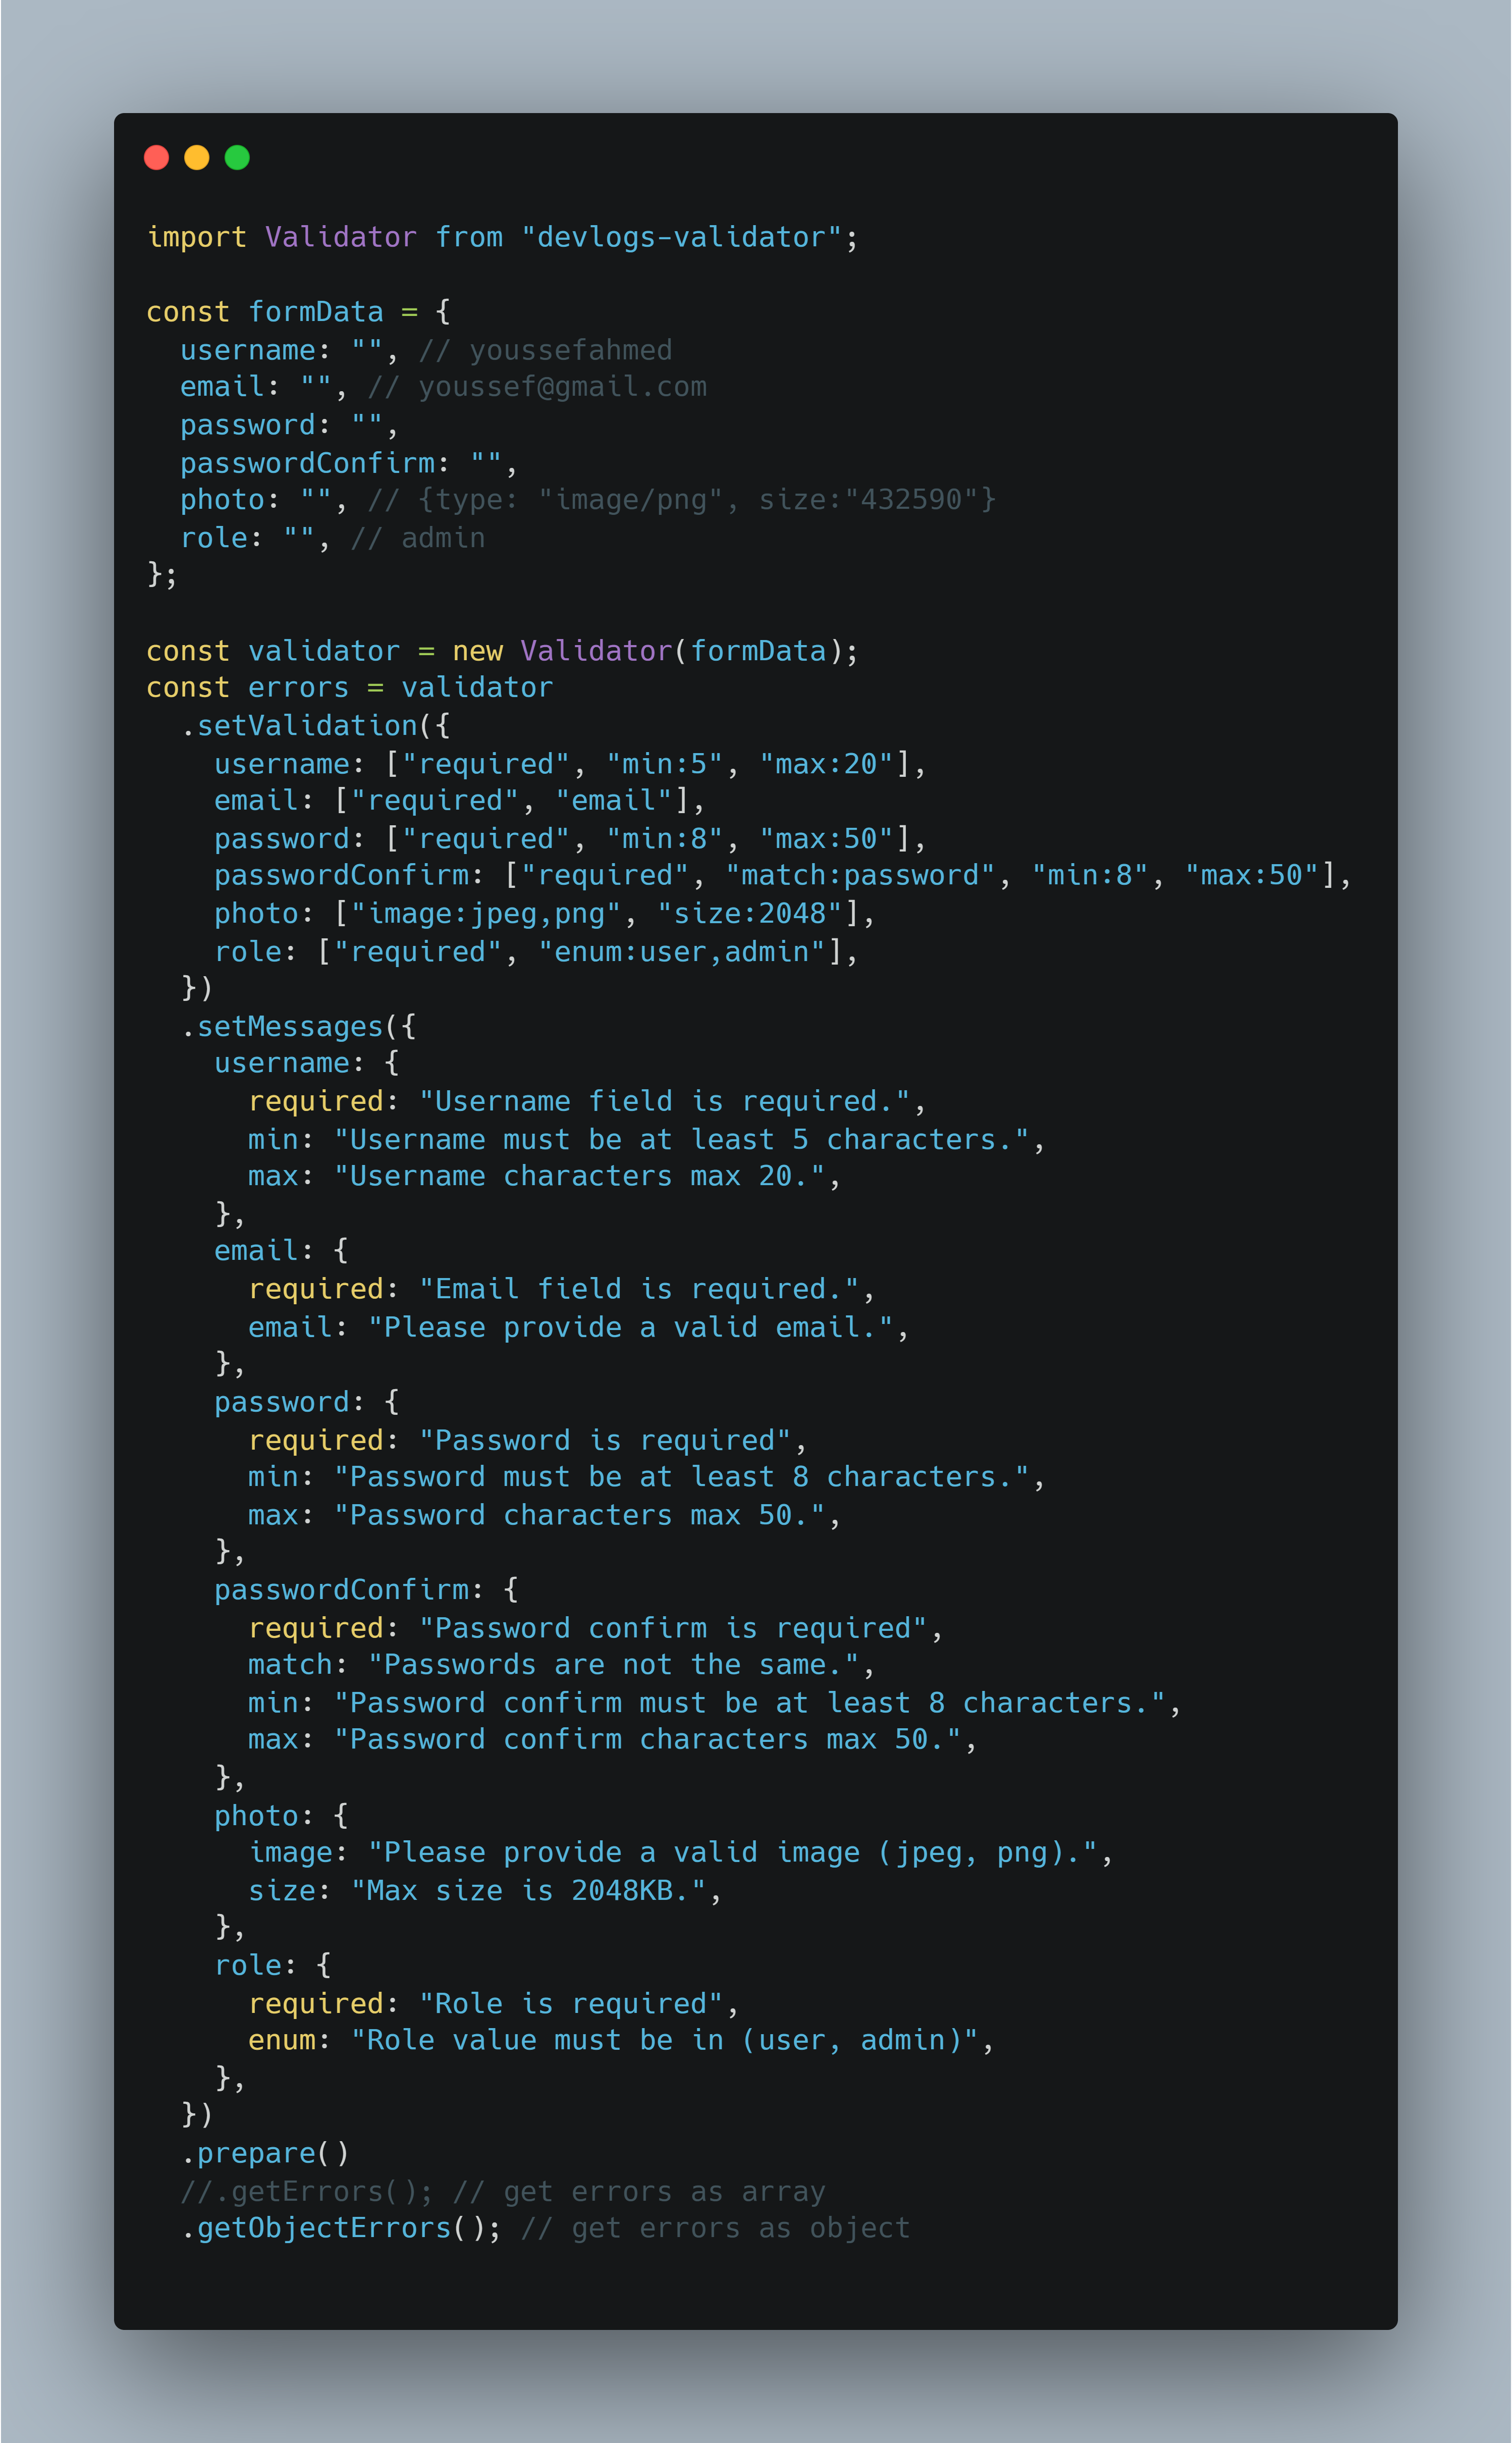 import Validator from "devlogs-validator";

const formData = {
  username: "", // youssefahmed
  email: "", // youssef@gmail.com
  password: "",
  passwordConfirm: "",
  photo: "", // {type: "image/png", size:"432590"}
  role: "", // admin
};

const validator = new Validator(formData);
const errors = validator
  .setValidation({
    username: ["required", "min:5", "max:20"],
    email: ["required", "email"],
    password: ["required", "min:8", "max:50"],
    passwordConfirm: ["required", "match:password", "min:8", "max:50"],
    photo: ["image:jpeg,png", "size:2048"],
    role: ["required", "enum:user,admin"],
  })
  .setMessages({
    username: {
      required: "Username field is required.",
      min: "Username must be at least 5 characters.",
      max: "Username characters max 20.",
    },
    email: {
      required: "Email field is required.",
      email: "Please provide a valid email.",
    },
    password: {
      required: "Password is required",
      min: "Password must be at least 8 characters.",
      max: "Password characters max 50.",
    },
    passwordConfirm: {
      required: "Password confirm is required",
      match: "Passwords are not the same.",
      min: "Password confirm must be at least 8 characters.",
      max: "Password confirm characters max 50.",
    },
    photo: {
      image: "Please provide a valid image (jpeg, png).",
      size: "Max size is 2048KB.",
    },
    role: {
      required: "Role is required",
      enum: "Role value must be in (user, admin)",
    },
  })
  .prepare()
  //.getErrors(); // get errors as array
  .getObjectErrors(); // get errors as object